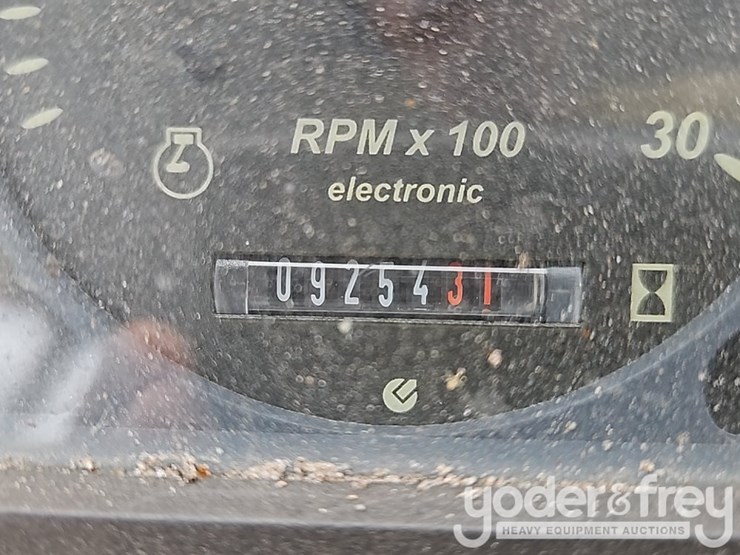 RPM x 100
30
electronic
0925431
yoder&frey
HEAVY EQUIPMENT AUCTIONS